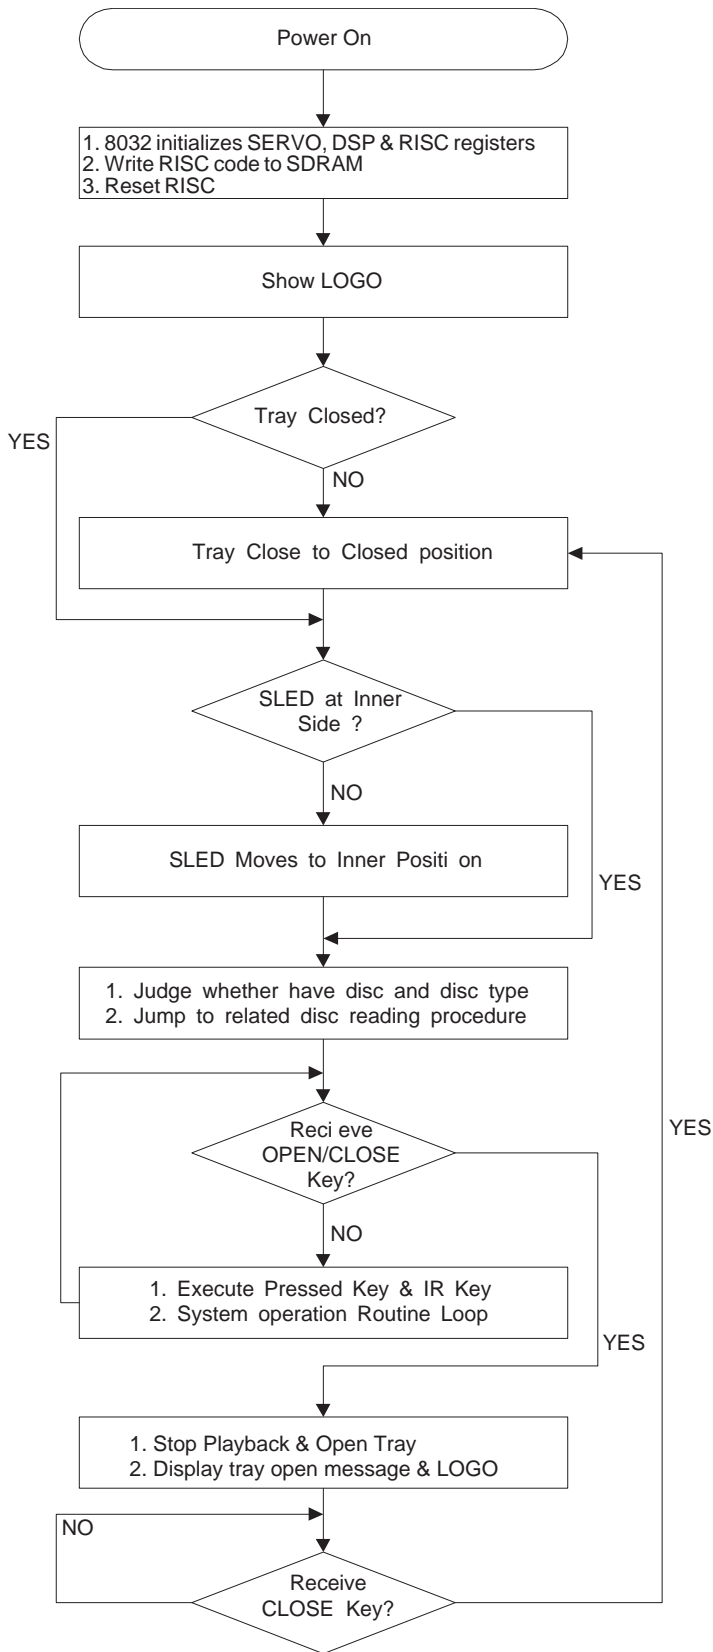 Power On
1. 8032 initializes SERVO, DSP & RISC registers
2. Write RISC code to SDRAM
3. Reset RISC
Show LOGO
Tray Closed?
YES
NO
Tray Close to Closed position
SLED at Inner
Side ?
NO
SLED Moves to Inner Positi on
YES
1. Judge whether have disc and disc type
2. Jump to related disc reading procedure
Reci eve
OPEN/CLOSE
Key?
YES
NO
1. Execute Pressed Key & IR Key
2. System operation Routine Loop
YES
1. Stop Playback & Open Tray
2. Display tray open message & LOGO
NO
Receive
CLOSE Key?